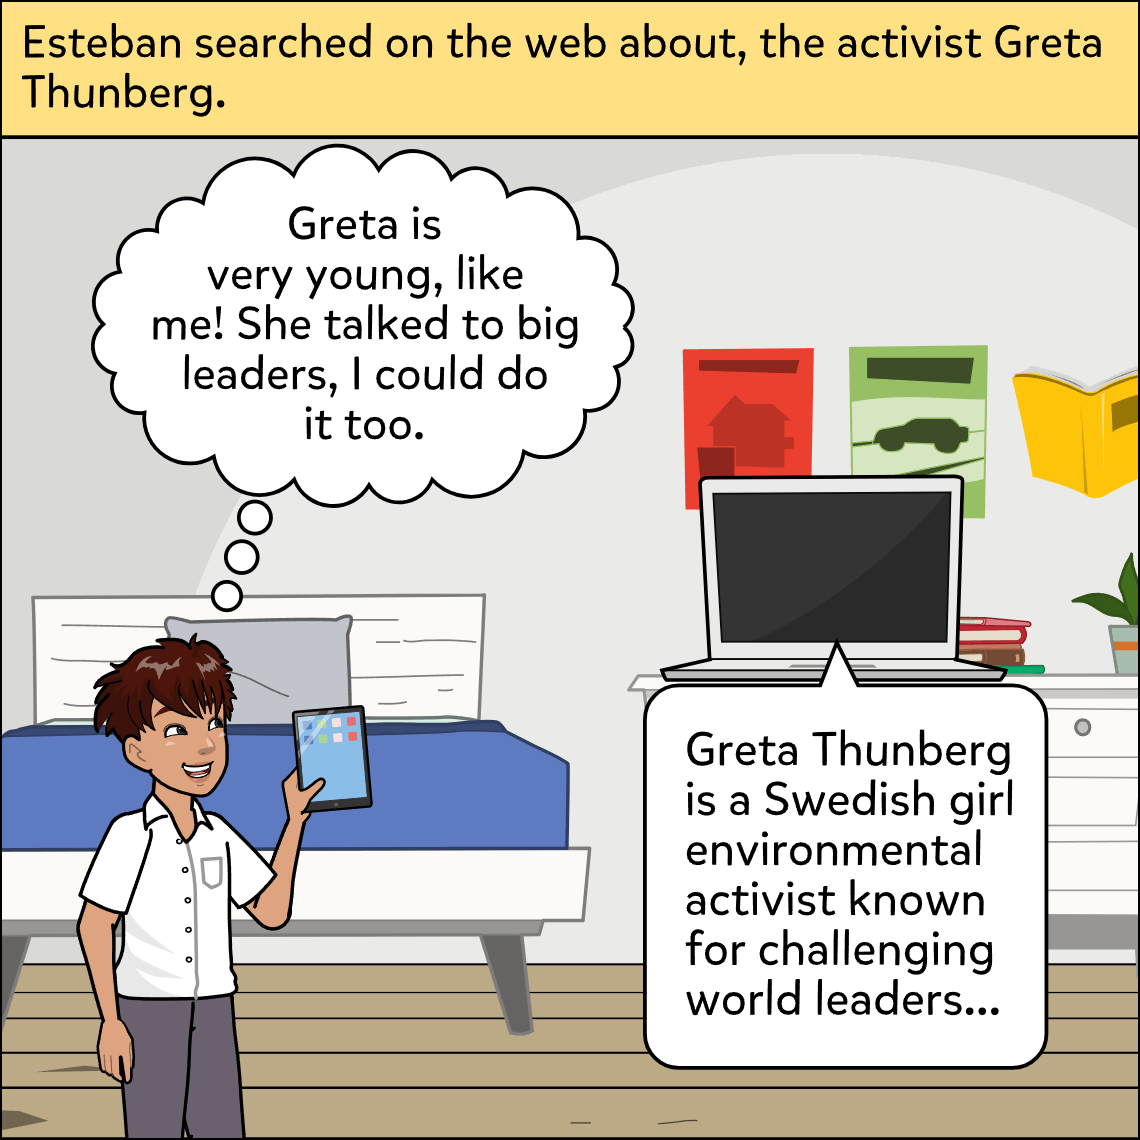 Esteban searched on the web about, the activist Greta
Thunberg.
Greta is
very young, like
me! She talked to big
leaders, I could do
it too.
Greta Thunberg
is a Swedish girl
environmental
activist known
for challenging
world leaders...